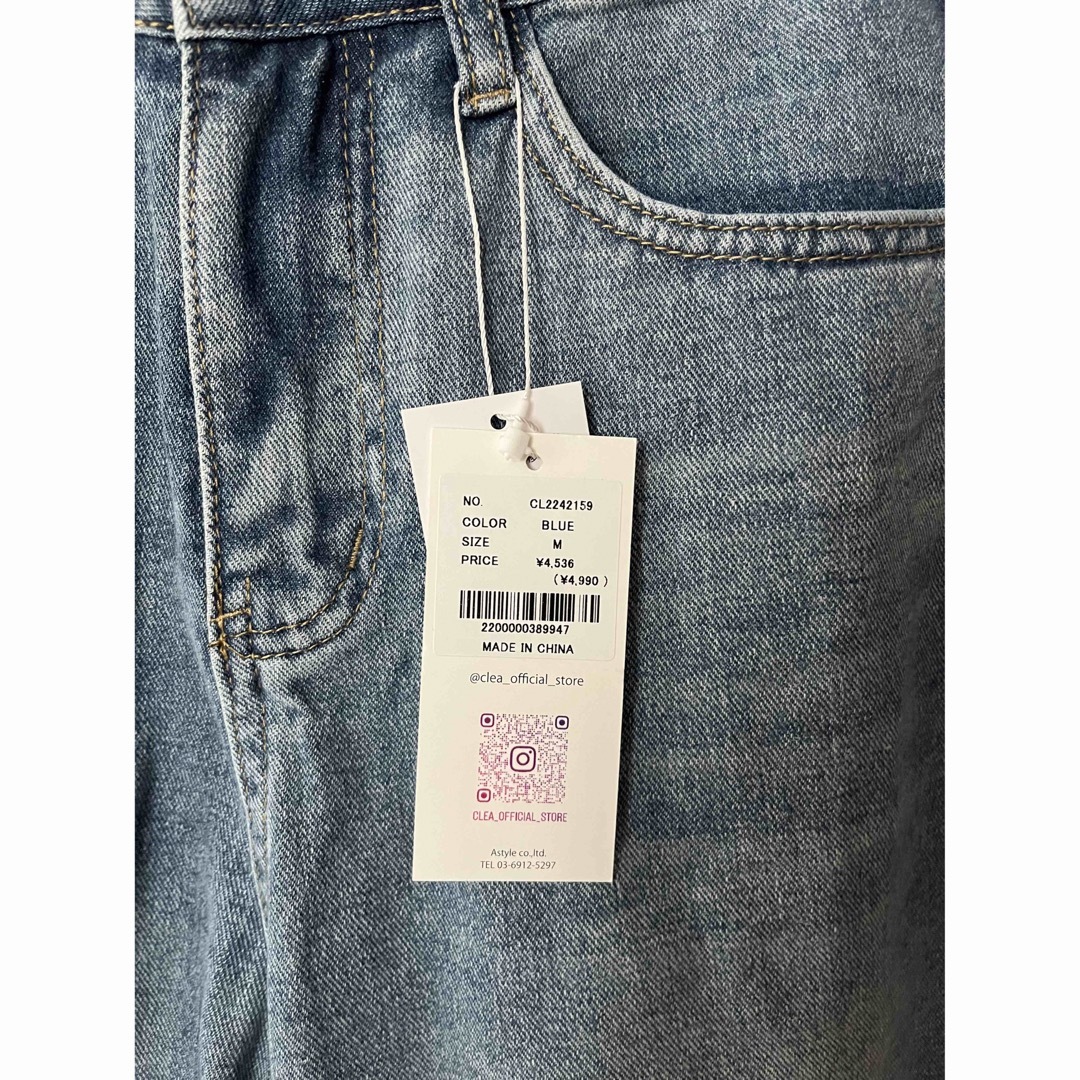 NO. CL2242159
COLOR BLUE
SIZE M
PRICE ¥4,536
(¥4,990 )
2200000389947
MADE IN CHINA
@clea_official_store
CLEA_OFFICIAL_STORE
Astyle co.,ltd.
TEL 03-6912-5297